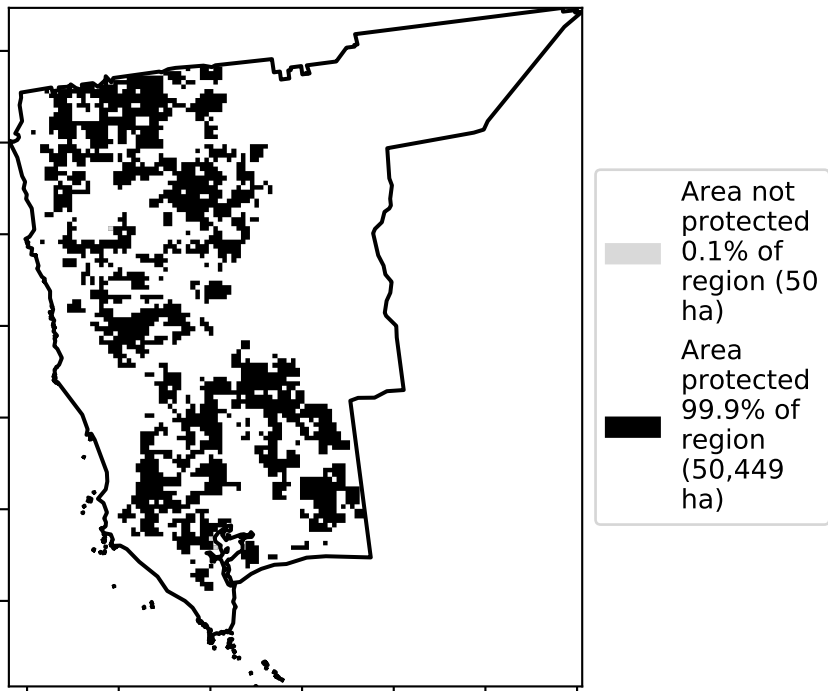 Area not
protected
0.1% of
region (50
ha)
Area
protected
99.9% of
region
(50,449
ha)